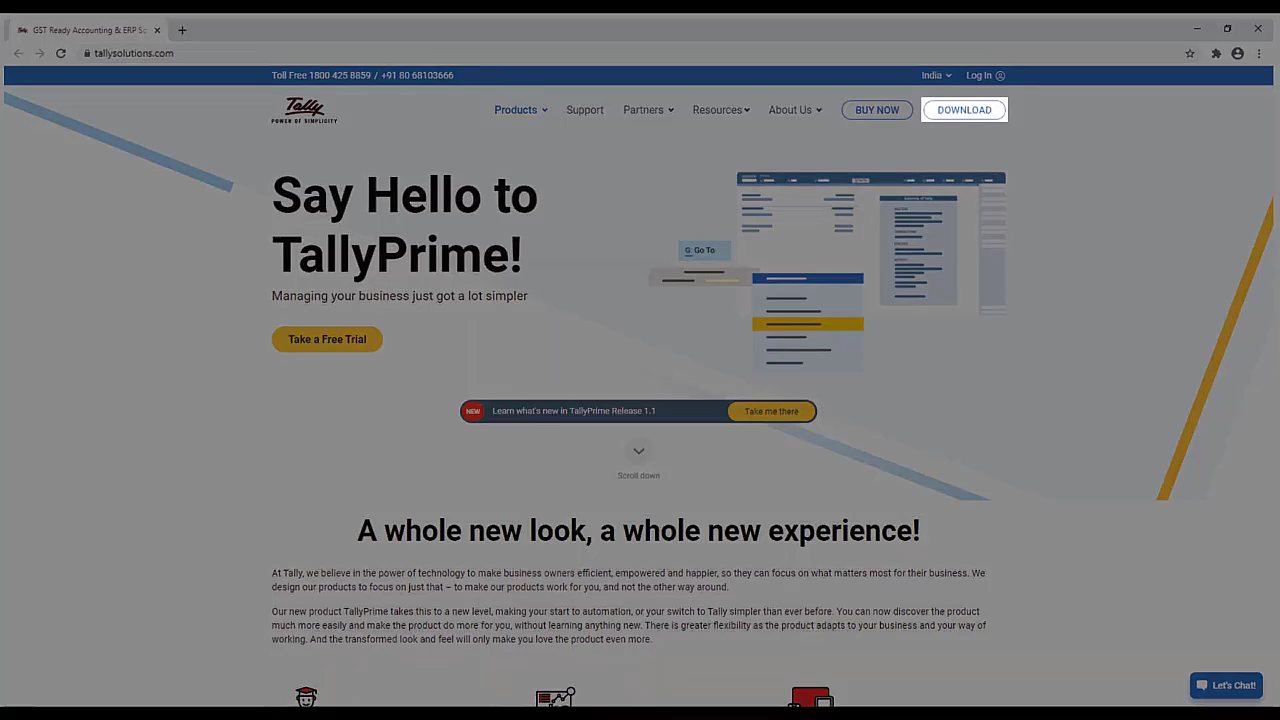 GST Ready Accounting & ERP So
tallysolutions.com
Toll Free 1800 425 8859 / +91 80 68103666
India
Log In
Tally
POWER OF SIMPLICITY
Products
Support
Partners
Resources
About Us
BUY NOW
DOWNLOAD
Say Hello to
TallyPrime!
Managing your business just got a lot simpler
Take a Free Trial
G: Go To
NEW
Learn what's new in TallyPrime Release 1.1
Take me there
Scroll down
A whole new look, a whole new experience!
At Tally, we believe in the power of technology to make business owners efficient, empowered and happier, so they can focus on what matters most for their business. We
design our products to focus on just that – to make our products work for you, and not the other way around.
Our new product TallyPrime takes this to a new level, making your start to automation, or your switch to Tally simpler than ever before. You can now discover the product
much more easily and make the product do more for you, without learning anything new. There is greater flexibility as the product adapts to your business and your way of
working. And the transformed look and feel will only make you love the product even more.
Let's Chat!